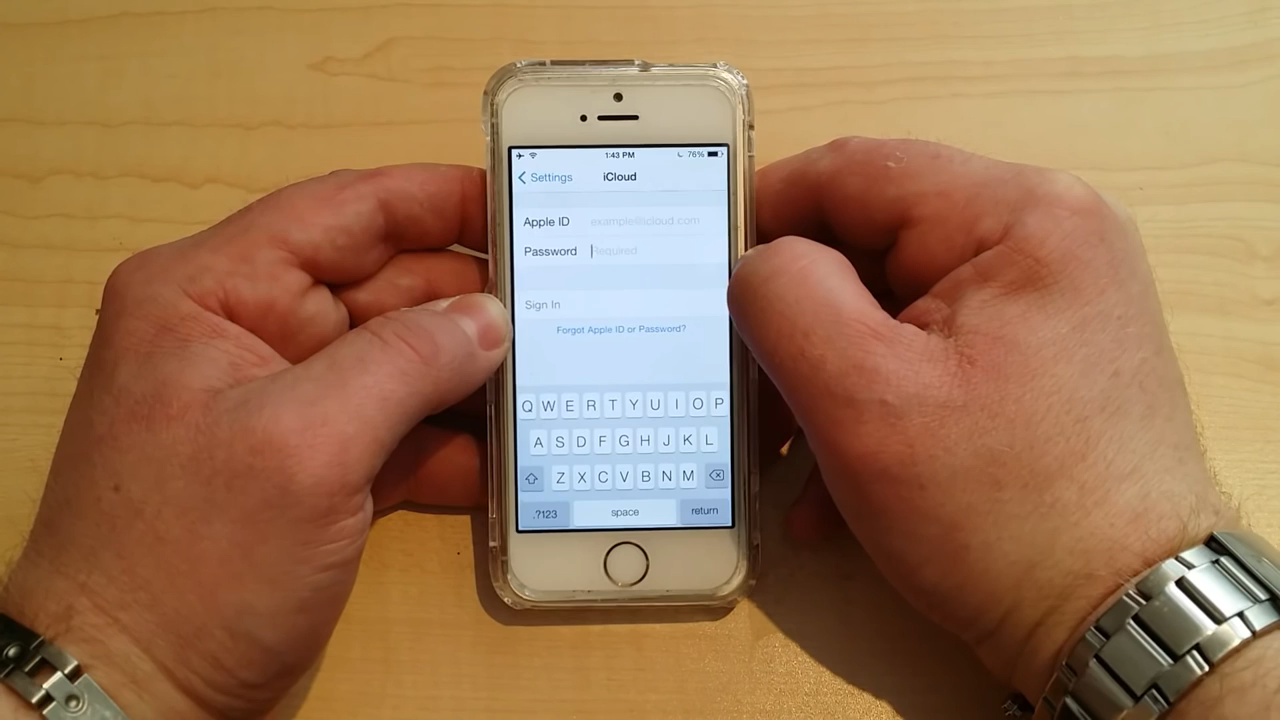 1:43 PM 76%
Settings iCloud
Apple ID example@icloud.com
Password Required
Sign In
Forgot Apple ID or Password?
Q W E R T Y U I O P
A S D F G H J K L
Z X C V B N M
.?123 space return